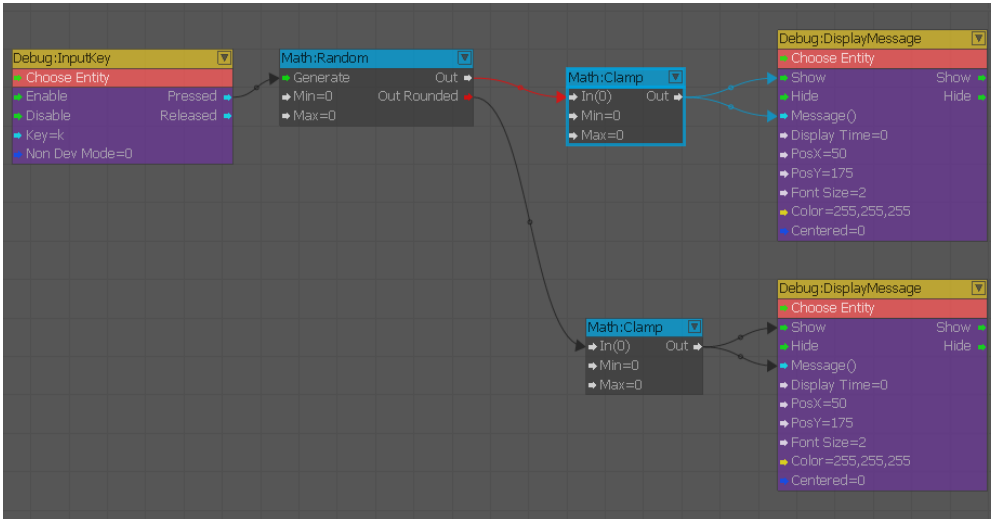 Debug:InputKey
Choose Entity
Enable Pressed
Disable Released
Key=k
Non Dev Mode=0
Math:Random
Generate Out
Min=0 Out Rounded
Max=0
Math:Clamp
In(0) Out
Min=0
Max=0
Debug:DisplayMessage
Choose Entity
Show Show
Hide Hide
Message()
Display Time=0
PosX=50
PosY=175
Font Size=2
Color=255,255,255
Centered=0
Math:Clamp
In(0) Out
Min=0
Max=0
Debug:DisplayMessage
Choose Entity
Show Show
Hide Hide
Message()
Display Time=0
PosX=50
PosY=175
Font Size=2
Color=255,255,255
Centered=0